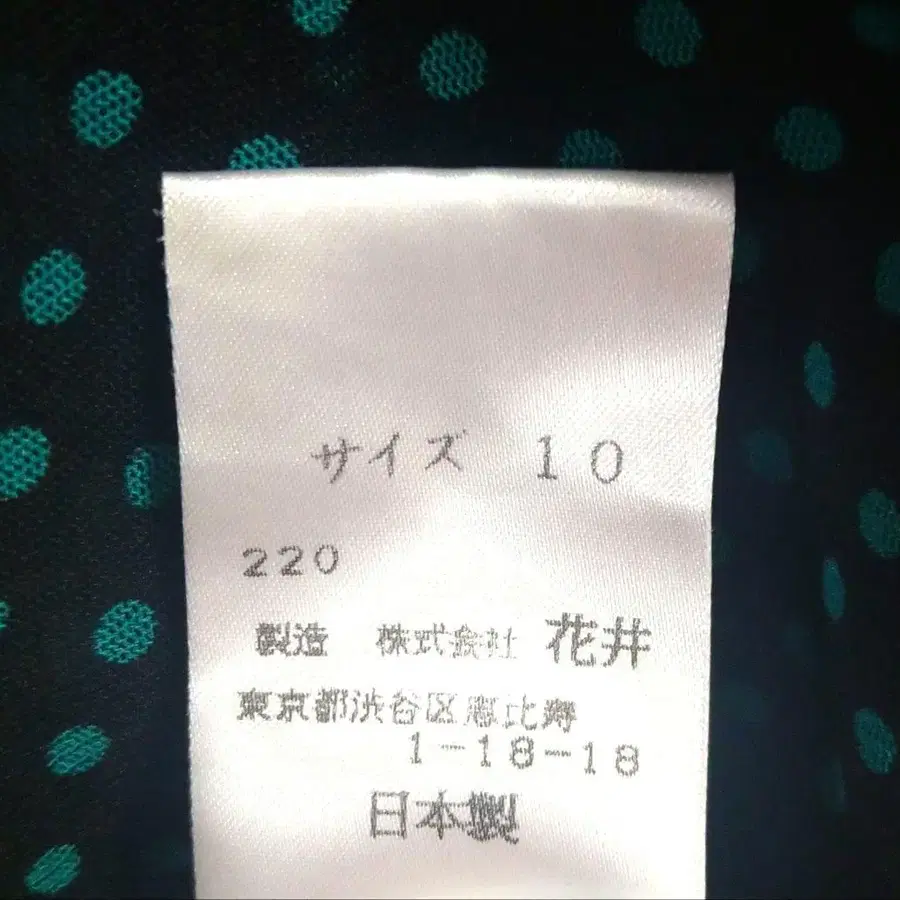 サイズ 10
220
製造 株式会社 花井
東京都渋谷区恵比寿
1-18-18
日本製